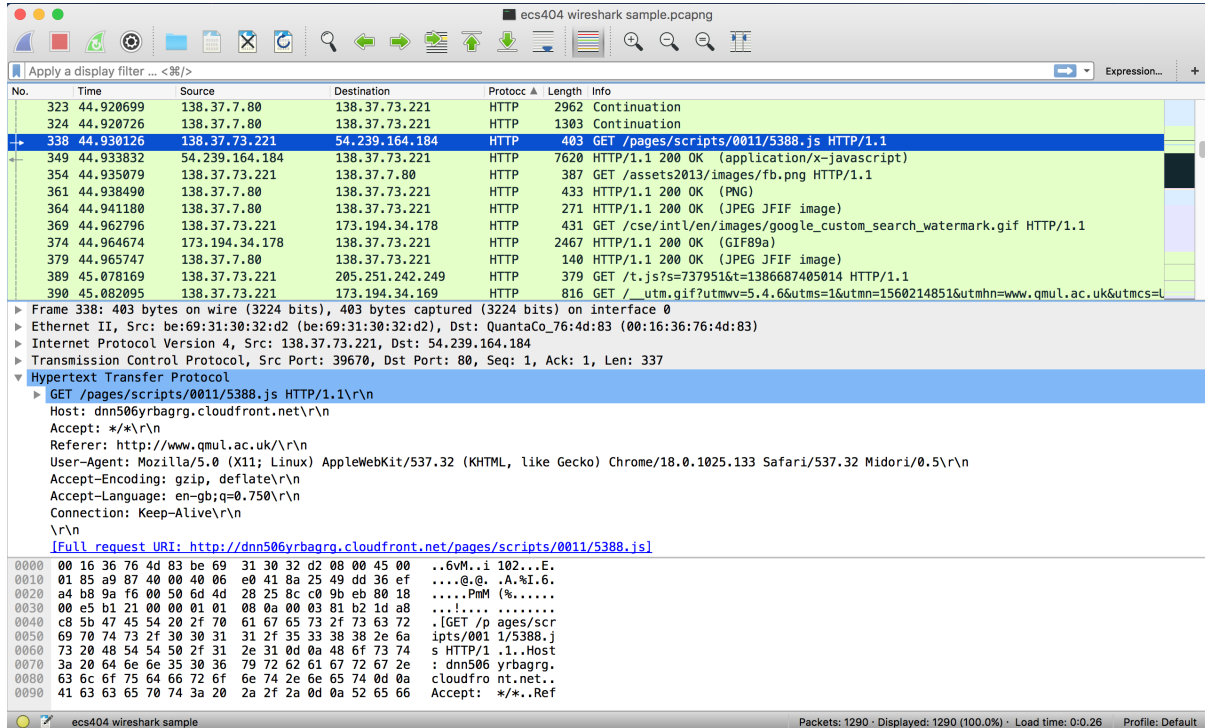 ecs404 wireshark sample.pcapng
Apply a display filter ... <⌘/>
Expression... +
No. Time Source Destination Protocc ▲ Length Info
323 44.920699 138.37.7.80 138.37.73.221 HTTP 2962 Continuation
324 44.920726 138.37.7.80 138.37.73.221 HTTP 1303 Continuation
338 44.930126 138.37.73.221 54.239.164.184 HTTP 403 GET /pages/scripts/0011/5388.js HTTP/1.1
349 44.933832 54.239.164.184 138.37.73.221 HTTP 7620 HTTP/1.1 200 OK (application/x-javascript)
354 44.935079 138.37.73.221 138.37.7.80 HTTP 387 GET /assets2013/images/fb.png HTTP/1.1
361 44.938490 138.37.7.80 138.37.73.221 HTTP 433 HTTP/1.1 200 OK (PNG)
364 44.941180 138.37.7.80 138.37.73.221 HTTP 271 HTTP/1.1 200 OK (JPEG JFIF image)
369 44.962796 138.37.73.221 173.194.34.178 HTTP 431 GET /cse/intl/en/images/google_custom_search_watermark.gif HTTP/1.1
374 44.964674 173.194.34.178 138.37.73.221 HTTP 2467 HTTP/1.1 200 OK (GIF89a)
379 44.965747 138.37.7.80 138.37.73.221 HTTP 140 HTTP/1.1 200 OK (JPEG JFIF image)
389 45.078169 138.37.73.221 205.251.242.249 HTTP 379 GET /t.js?s=737951&t=1386687405014 HTTP/1.1
390 45.082095 138.37.73.221 173.194.34.169 HTTP 816 GET /__utm.gif?utmwv=5.4.6&utms=1&utmn=1560214851&utmhn=www.qmul.ac.uk&utmcs=U
Frame 338: 403 bytes on wire (3224 bits), 403 bytes captured (3224 bits) on interface 0
Ethernet II, Src: be:69:31:30:32:d2 (be:69:31:30:32:d2), Dst: QuantaCo_76:4d:83 (00:16:36:76:4d:83)
Internet Protocol Version 4, Src: 138.37.73.221, Dst: 54.239.164.184
Transmission Control Protocol, Src Port: 39670, Dst Port: 80, Seq: 1, Ack: 1, Len: 337
Hypertext Transfer Protocol
GET /pages/scripts/0011/5388.js HTTP/1.1\r\n
Host: dnn506yrbagrg.cloudfront.net\r\n
Accept: */*\r\n
Referer: http://www.qmul.ac.uk/\r\n
User-Agent: Mozilla/5.0 (X11; Linux) AppleWebKit/537.32 (KHTML, like Gecko) Chrome/18.0.1025.133 Safari/537.32 Midori/0.5\r\n
Accept-Encoding: gzip, deflate\r\n
Accept-Language: en-gb;q=0.750\r\n
Connection: Keep-Alive\r\n
\r\n
[Full request URI: http://dnn506yrbagrg.cloudfront.net/pages/scripts/0011/5388.js]
0000 00 16 36 76 4d 83 be 69 31 30 32 d2 08 00 45 00 ..6vM..i 102...E.
0010 01 85 a9 87 40 00 40 06 e0 41 8a 25 49 dd 36 ef ....@.@. .A.%I.6.
0020 a4 b8 9a f6 00 50 6d 4d 28 25 8c c0 9b eb 80 18 .....PmM (%......
0030 00 e5 b1 21 00 00 01 01 08 0a 00 03 81 b2 1d a8 ...!.... ........
0040 c8 5b 47 45 54 20 2f 70 61 67 65 73 2f 73 63 72 .[GET /p ages/scr
0050 69 70 74 73 2f 30 30 31 31 2f 35 33 38 38 2e 6a ipts/001 1/5388.j
0060 73 20 48 54 54 50 2f 31 2e 31 0d 0a 48 6f 73 74 s HTTP/1 .1..Host
0070 3a 20 64 6e 6e 35 30 36 79 72 62 61 67 72 67 2e : dnn506 yrbagrg.
0080 63 6c 6f 75 64 66 72 6f 6e 74 2e 6e 65 74 0d 0a cloudfro nt.net..
0090 41 63 63 65 70 74 3a 20 2a 2f 2a 0d 0a 52 65 66 Accept: */*..Ref
ecs404 wireshark sample Packets: 1290 · Displayed: 1290 (100.0%) · Load time: 0:0.26 Profile: Default